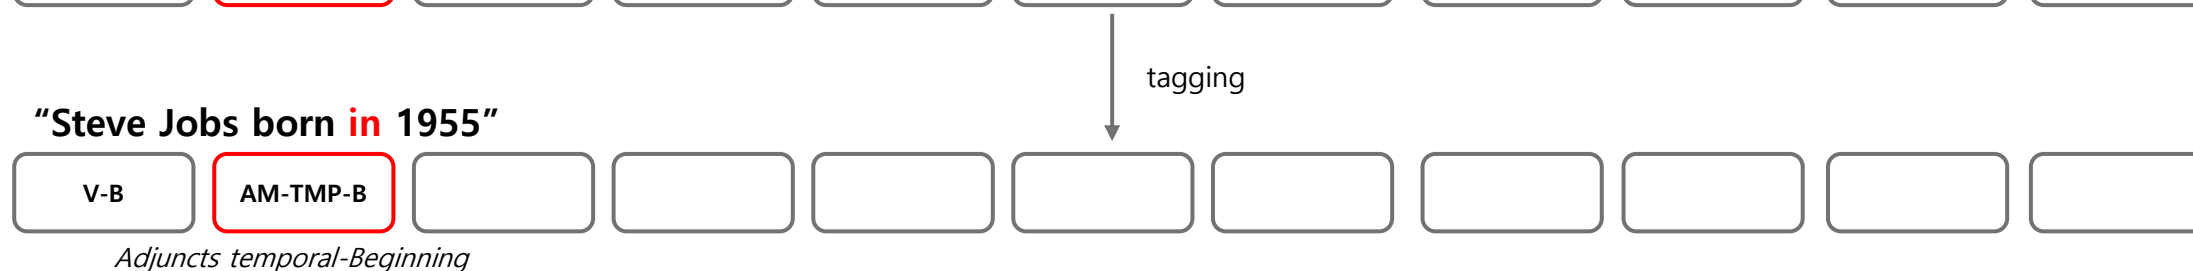 tagging
“Steve Jobs born in 1955”
V-B
AM-TMP-B
Adjuncts temporal-Beginning